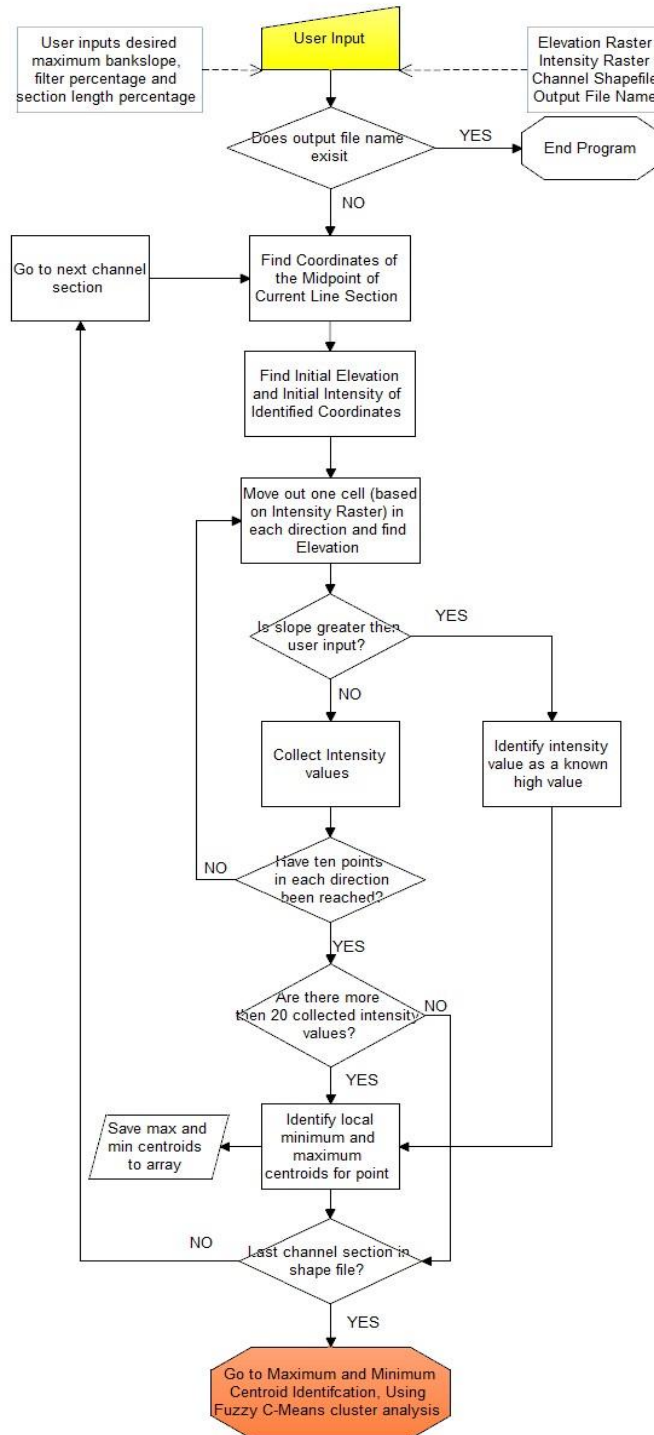 User inputs desired
maximum bankslope,
filter percentage and
section length percentage
User Input
Elevation Raster
Intensity Raster
Channel Shapefile
Output File Name
Does output file name
exisit
YES
End Program
NO
Go to next channel
section
Find Coordinates of
the Midpoint of
Current Line Section
Find Initial Elevation
and Initial Intensity of
Identified Coordinates
Move out one cell (based
on Intensity Raster) in
each direction and find
Elevation
Is slope greater then
user input?
YES
NO
Collect Intensity
values
Identify intensity
value as a known
high value
Have ten points
in each direction
been reached?
NO
YES
Are there more
then 20 collected intensity
values?
NO
YES
Save max and
min centroids
to array
Identify local
minimum and
maximum
centroids for point
Last channel section in
shape file?
NO
YES
Go to Maximum and Minimum
Centroid Identifcation, Using
Fuzzy C-Means cluster analysis